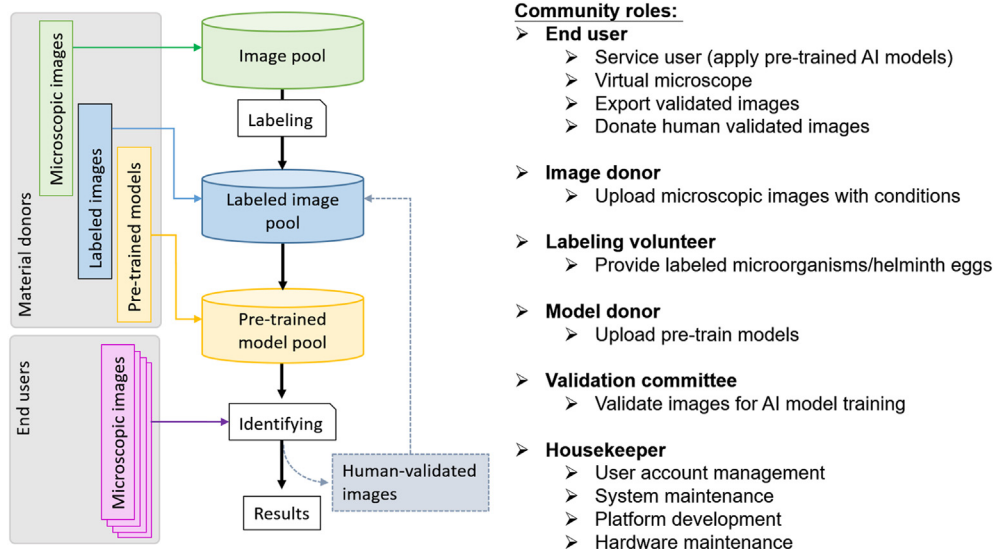 Material donors
Microscopic images
Labeled images
Pre-trained models
Image pool
Labeling
Labeled image
pool
Pre-trained
model pool
End users
Microscopic images
Identifying
Human-validated
images
Results
Community roles:
➢ End user
➢ Service user (apply pre-trained AI models)
➢ Virtual microscope
➢ Export validated images
➢ Donate human validated images
➢ Image donor
➢ Upload microscopic images with conditions
➢ Labeling volunteer
➢ Provide labeled microorganisms/helminth eggs
➢ Model donor
➢ Upload pre-train models
➢ Validation committee
➢ Validate images for AI model training
➢ Housekeeper
➢ User account management
➢ System maintenance
➢ Platform development
➢ Hardware maintenance